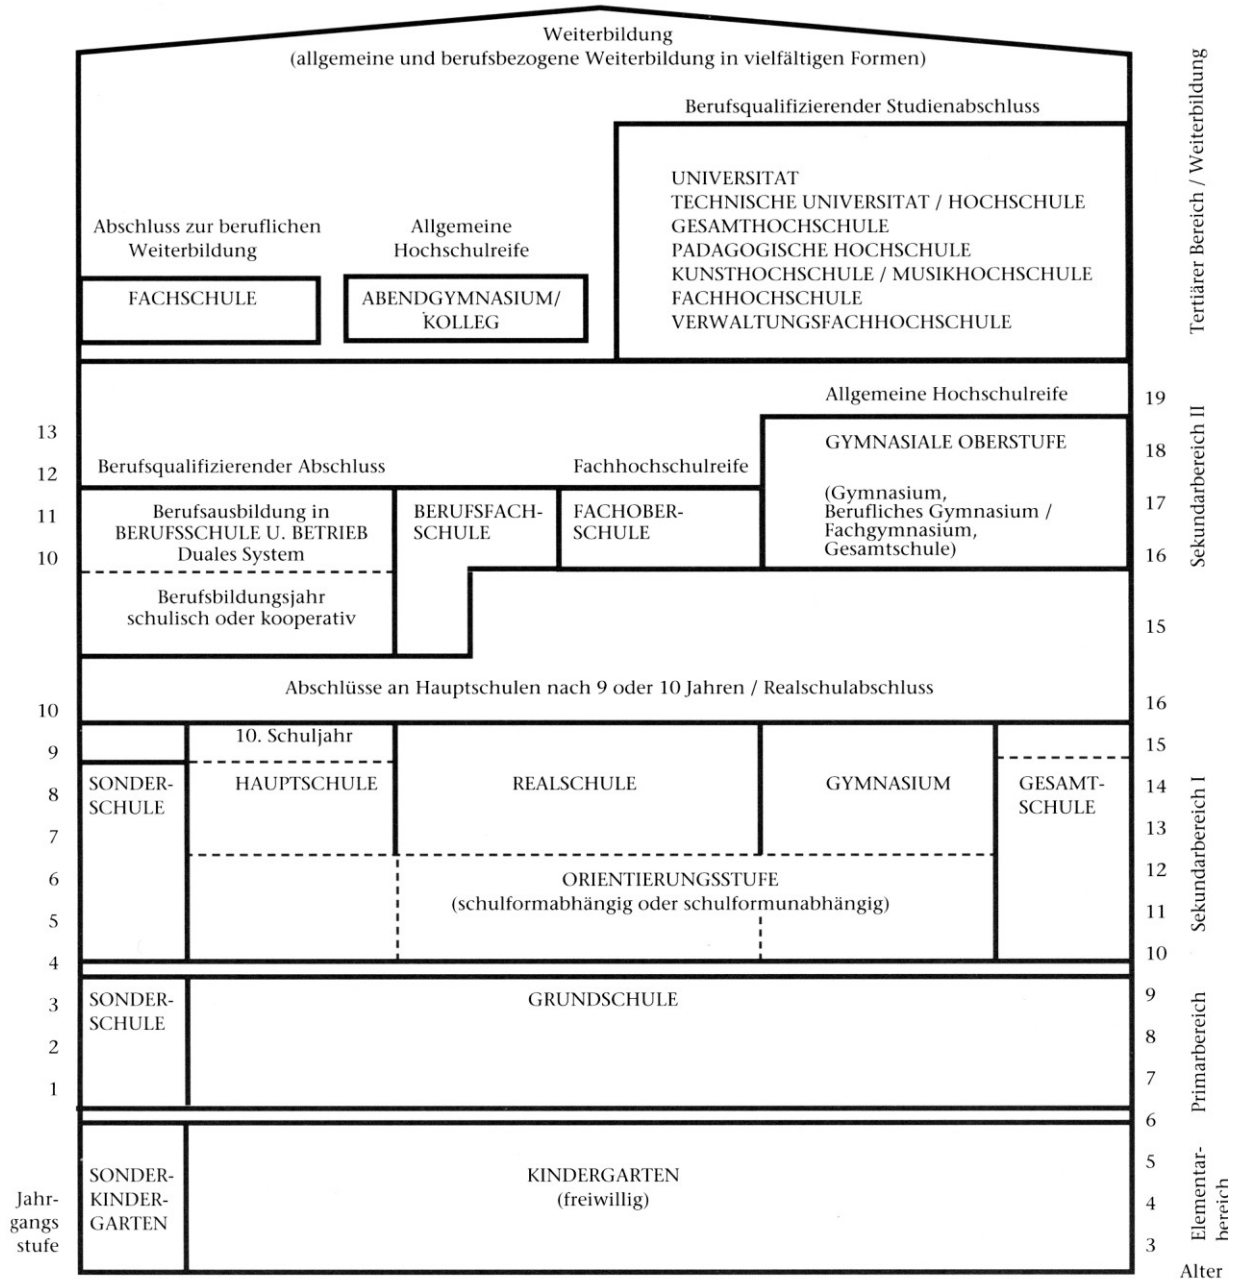 Weiterbildung
(allgemeine und berufsbezogene Weiterbildung in vielfältigen Formen)
Berufsqualifizierender Studienabschluss
UNIVERSITAT
TECHNISCHE UNIVERSITAT / HOCHSCHULE
GESAMTHOCHSCHULE
PADAGOGISCHE HOCHSCHULE
KUNSTHOCHSCHULE / MUSIKHOCHSCHULE
FACHHOCHSCHULE
VERWALTUNGSFACHHOCHSCHULE
Abschluss zur beruflichen
Weiterbildung
FACHSCHULE
Allgemeine
Hochschulreife
ABENDGYMNASIUM/
KOLLEG
Tertiärer Bereich / Weiterbildung
Allgemeine Hochschulreife
GYMNASIALE OBERSTUFE
(Gymnasium,
Berufliches Gymnasium /
Fachgymnasium,
Gesamtschule)
Berufsqualifizierender Abschluss
Fachhochschulreife
Berufsausbildung in
BERUFSSCHULE U. BETRIEB
Duales System
BERUFSFACH-
SCHULE
FACHOBER-
SCHULE
Berufsbildungsjahr
schulisch oder kooperativ
13
12
11
10
19
18
17
16
15
Sekundarbereich II
Abschlüsse an Hauptschulen nach 9 oder 10 Jahren / Realschulabschluss
10. Schuljahr
SONDER-
SCHULE
HAUPTSCHULE
REALSCHULE
GYMNASIUM
GESAMT-
SCHULE
ORIENTIERUNGSSTUFE
(schulformabhängig oder schulformunabhängig)
10
9
8
7
6
5
4
16
15
14
13
12
11
10
Sekundarbereich I
SONDER-
SCHULE
GRUNDSCHULE
3
2
1
9
8
7
6
Primarbereich
SONDER-
KINDER-
GARTEN
KINDERGARTEN
(freiwillig)
Jahr-
gangs
stufe
5
4
3
Elementar-
bereich
Alter